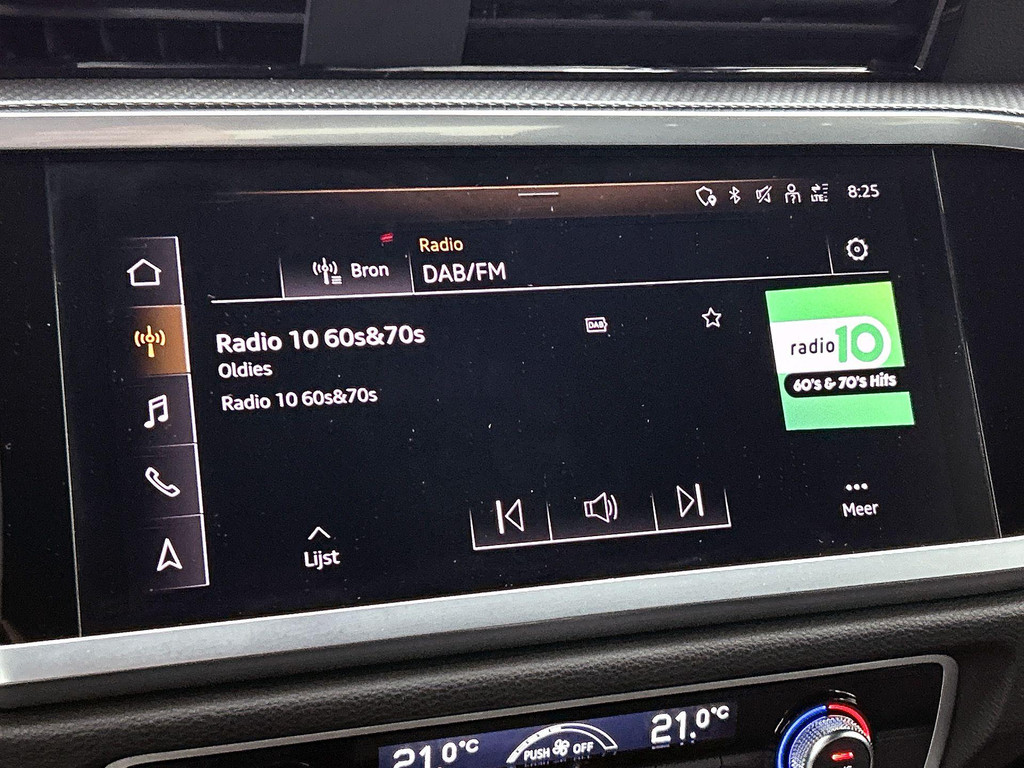 LTE
8:25
Radio
Bron
DAB/FM
Radio 10 60s&70s
DAB
Oldies
Radio 10 60s&70s
radio 10
60's & 70's Hits
Meer
Lijst
21.0°C
PUSH OFF
21.0°C